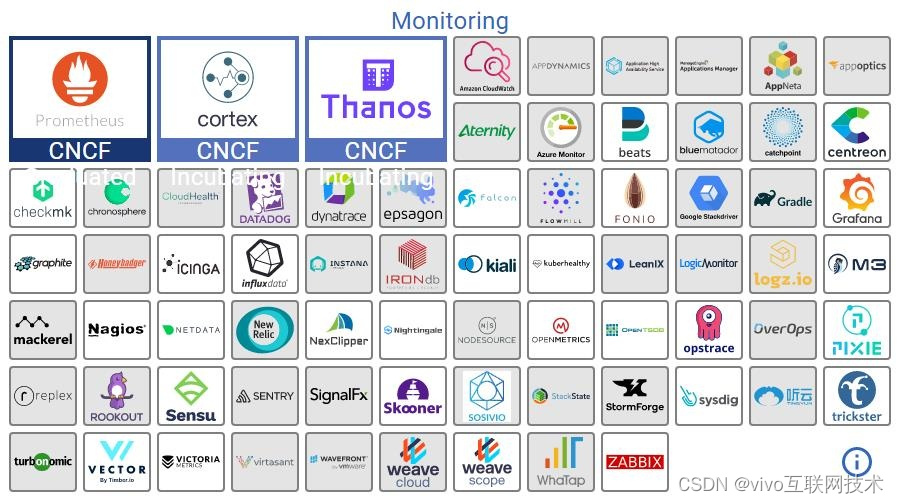 Monitoring
Prometheus
CNCF
Graduated
cortex
CNCF
Incubating
Thanos
CNCF
Incubating
Amazon CloudWatch
APPDYNAMICS
Application High
Availability Service
ManageEngine
Applications Manager
AppNeta
appoptics
Aternity
Azure Monitor
beats
bluematador
catchpoint
centreon
checkmk
chronosphere
CloudHealth
DATADOG
dynatrace
epsagon
Falcon
FLOWMILL
FONIO
Google Stackdriver
Gradle
Grafana
graphite
Honeybadger
ICINGA
influxdata
INSTANA
IRONdb
kiali
kuberhealthy
LeanIX
LogicMonitor
logz.io
M3
mackerel
Nagios
NETDATA
New
Relic
NexClipper
Nightingale
NODESOURCE
OPENMETRICS
OPENTSDB
opstrace
OverOps
PIXIE
replex
ROOKOUT
Sensu
SENTRY
SignalFx
Skooner
SOSIVIO
StackState
StormForge
sysdig
听云
TINGYUN
trickster
turbonomic
VECTOR
By Timber.io
VICTORIA
METRICS
virtasant
WAVEFRONT
by vmware
weave
cloud
weave
scope
WhaTap
ZABBIX
CSDN @vivo互联网技术